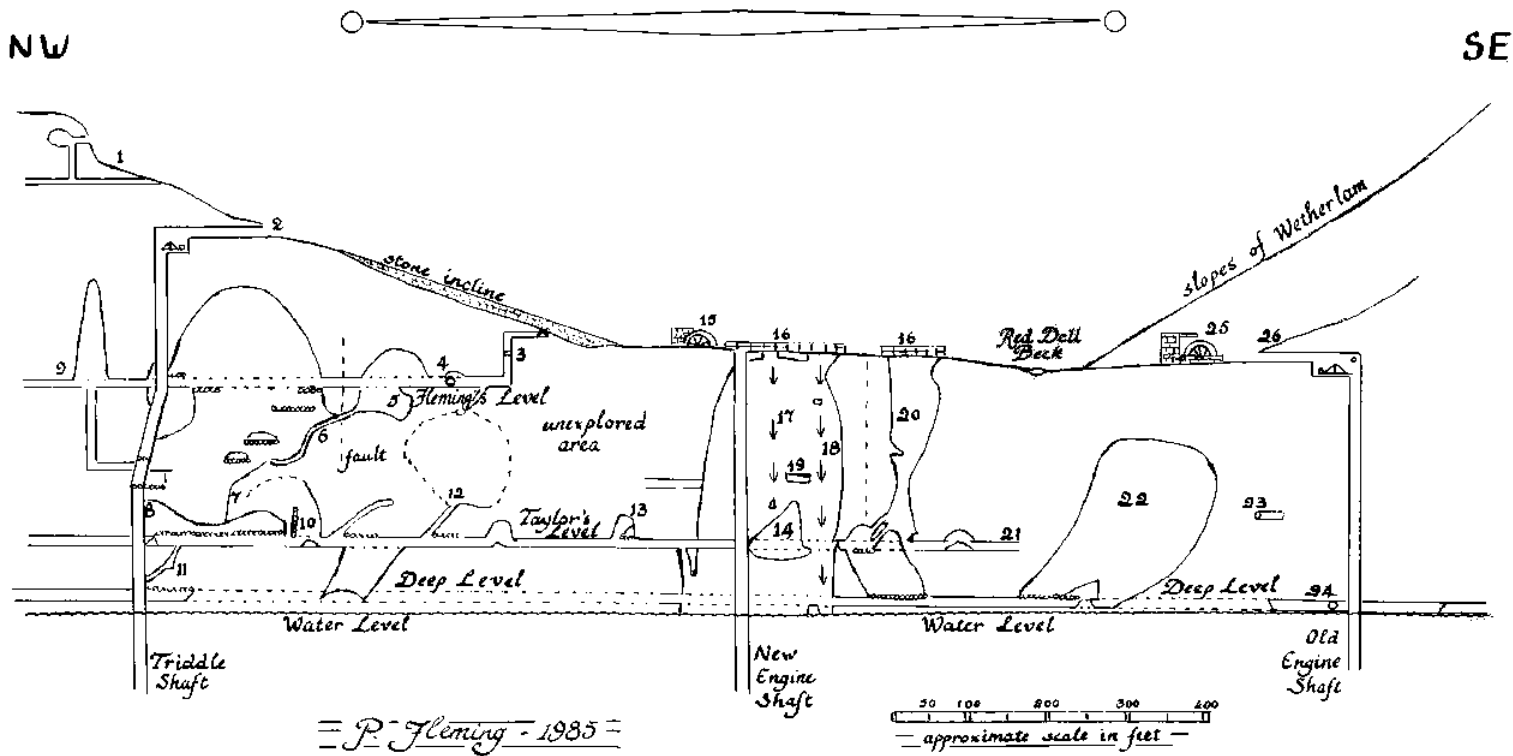 NW
SE
1
2
stone incline
slopes of Wetherlam
15
16
16
Red Dell
Beck
25
26
3
4
9
Fleming's Level
5
6
fault
unexplored
area
17
18
20
19
7
8
10
12
13
Taylor's
Level
14
21
22
23
11
Deep Level
Deep Level
24
Water Level
Water Level
Triddle
Shaft
New
Engine
Shaft
Old
Engine
Shaft
= P. Fleming - 1985 =
50 100 200 300 400
— approximate scale in feet —